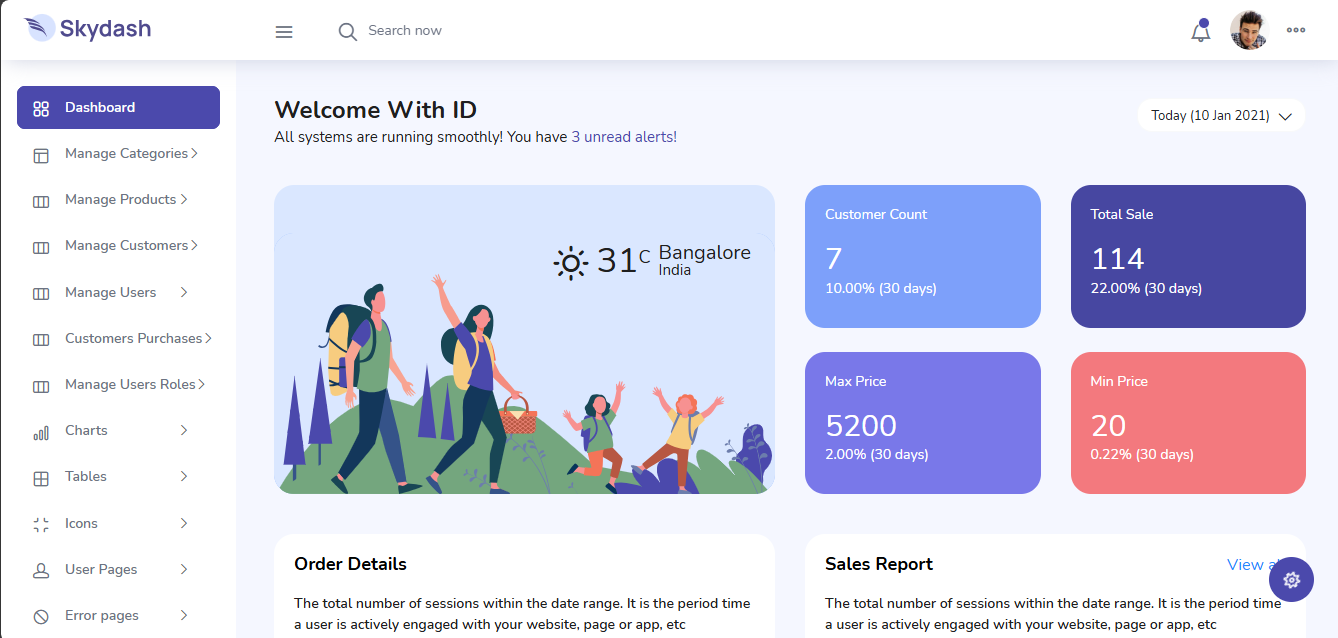 Skydash
Search now
Dashboard
Manage Categories
Manage Products
Manage Customers
Manage Users
Customers Purchases
Manage Users Roles
Charts
Tables
Icons
User Pages
Error pages
Welcome With ID
All systems are running smoothly! You have 3 unread alerts!
Today (10 Jan 2021)
31C Bangalore
India
Customer Count
7
10.00% (30 days)
Total Sale
114
22.00% (30 days)
Max Price
5200
2.00% (30 days)
Min Price
20
0.22% (30 days)
Order Details
The total number of sessions within the date range. It is the period time
a user is actively engaged with your website, page or app, etc
Sales Report
View
The total number of sessions within the date range. It is the period time
a user is actively engaged with your website, page or app, etc